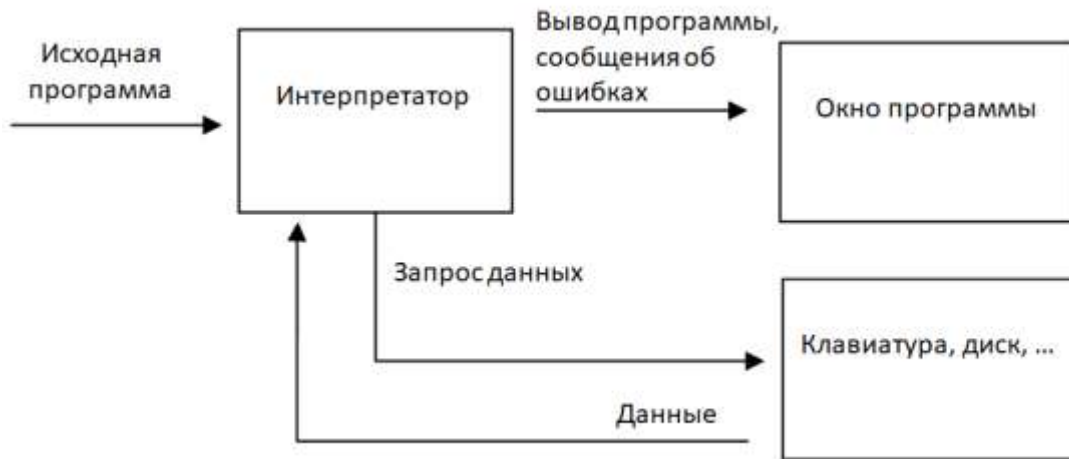 Исходная
программа
Интерпретатор
Вывод программы,
сообщения об
ошибках
Окно программы
Запрос данных
Клавиатура, диск, ...
Данные